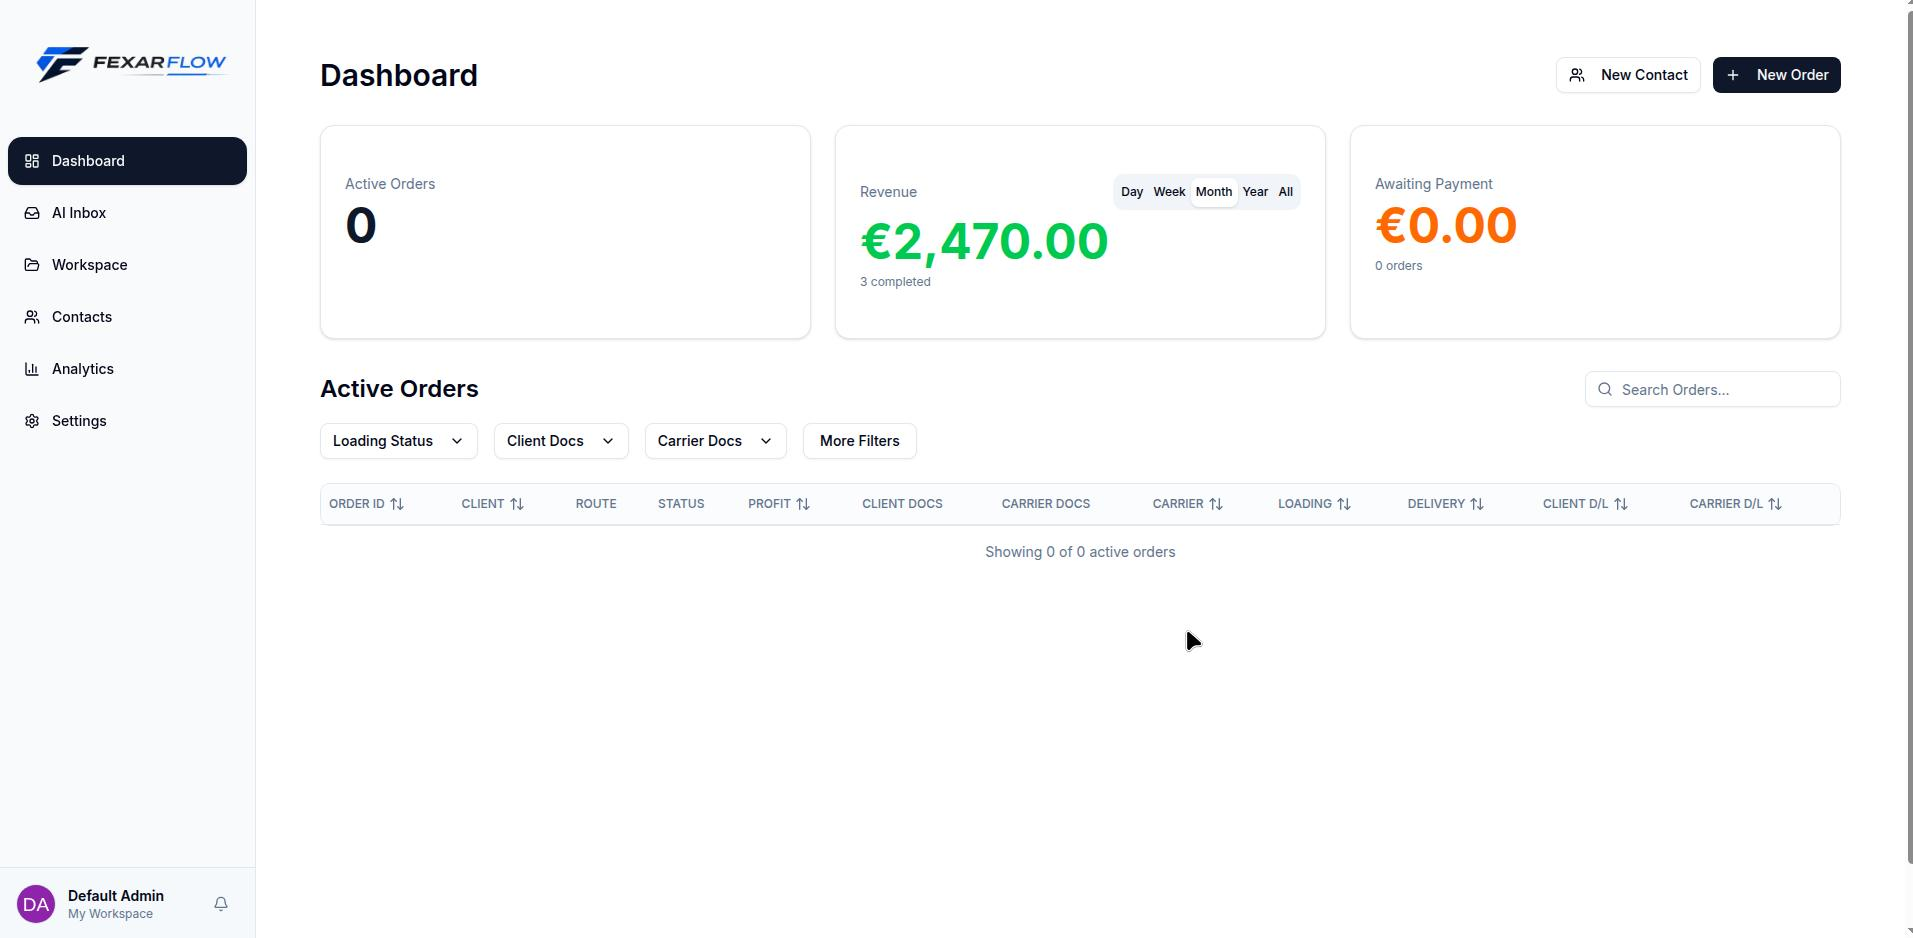 FEXARFLOW
Dashboard
AI Inbox
Workspace
Contacts
Analytics
Settings
DA
Default Admin
My Workspace
Dashboard
New Contact
New Order
Active Orders
0
Revenue
Day Week Month Year All
€2,470.00
3 completed
Awaiting Payment
€0.00
0 orders
Active Orders
Search Orders...
Loading Status
Client Docs
Carrier Docs
More Filters
ORDER ID CLIENT ROUTE STATUS PROFIT CLIENT DOCS CARRIER DOCS CARRIER LOADING DELIVERY CLIENT D/L CARRIER D/L
Showing 0 of 0 active orders